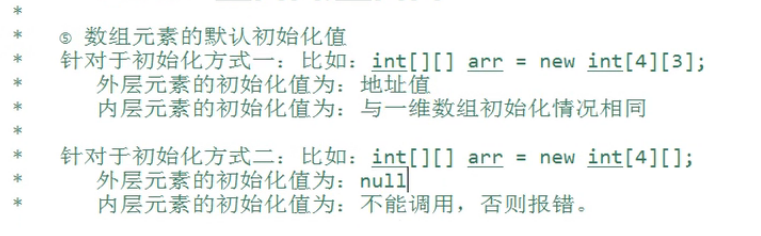 *
* ⑤ 数组元素的默认初始化值
* 针对于初始化方式一：比如：int[][] arr = new int[4][3];
* 外层元素的初始化值为：地址值
* 内层元素的初始化值为：与一维数组初始化情况相同
*
* 针对于初始化方式二：比如：int[][] arr = new int[4][];
* 外层元素的初始化值为：null
* 内层元素的初始化值为：不能调用，否则报错。